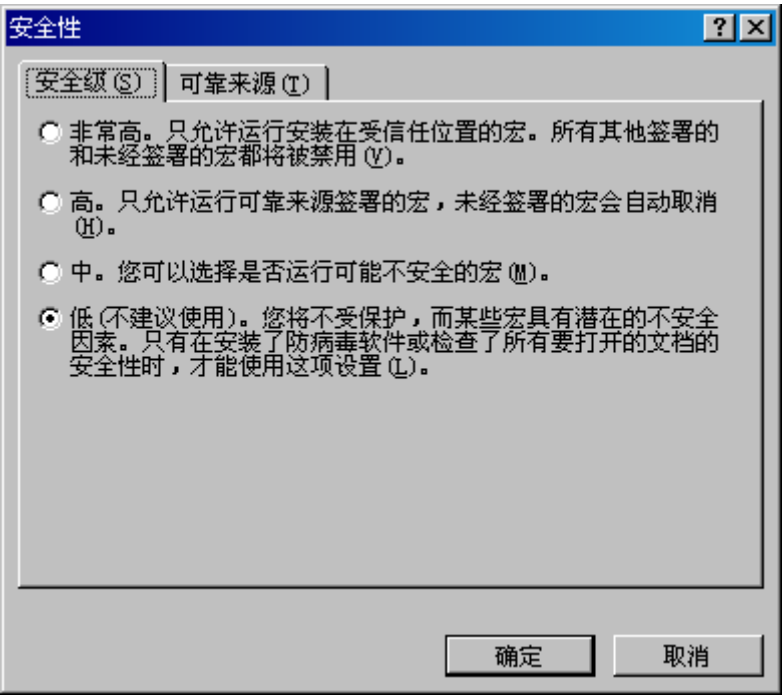 安全性
安全级(S)
可靠来源(T)
非常高。只允许运行安装在受信任位置的宏。所有其他签署的
和未经签署的宏都将被禁用(V)。
高。只允许运行可靠来源签署的宏,未经签署的宏会自动取消
(H)。
中。您可以选择是否运行可能不安全的宏(M)。
低(不建议使用)。您将不受保护,而某些宏具有潜在的不安全
因素。只有在安装了防病毒软件或检查了所有要打开的文档的
安全性时,才能使用这项设置(L)。
确定
取消